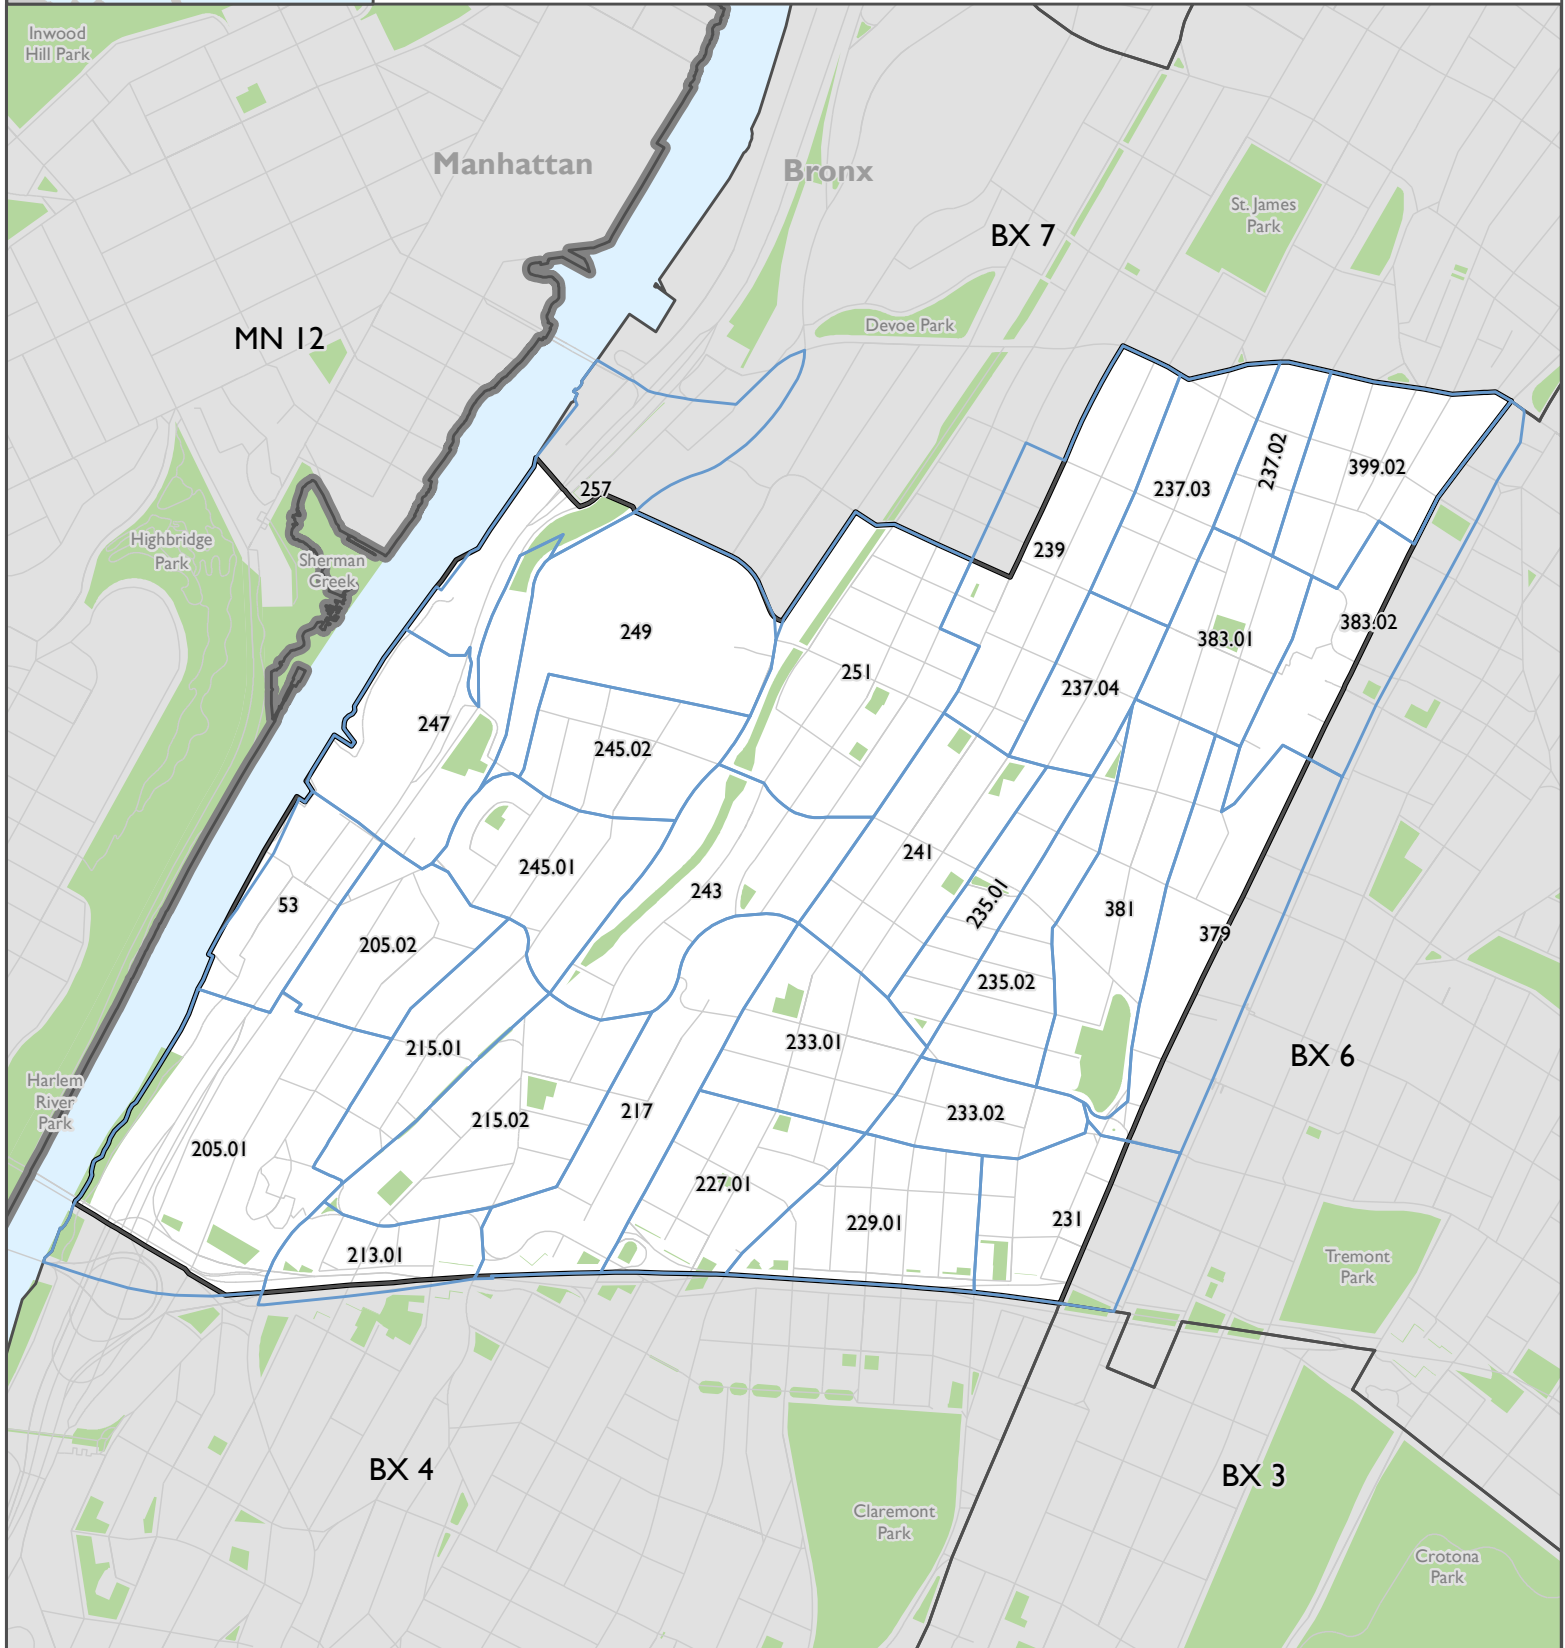 Inwood
Hill Park
Manhattan
Bronx
St. James
Park
BX 7
Devoe Park
MN 12
237.02
399.02
237.03
257
Highbridge
Park
239
Sherman
Creek
383.02
249
383.01
251
237.04
247
245.02
241
245.01
243
235.01
53
381
379
205.02
235.02
233.01
215.01
BX 6
Harlem
River
Park
217
233.02
215.02
205.01
227.01
231
229.01
213.01
Tremont
Park
BX 4
BX 3
Claremont
Park
Crotona
Park